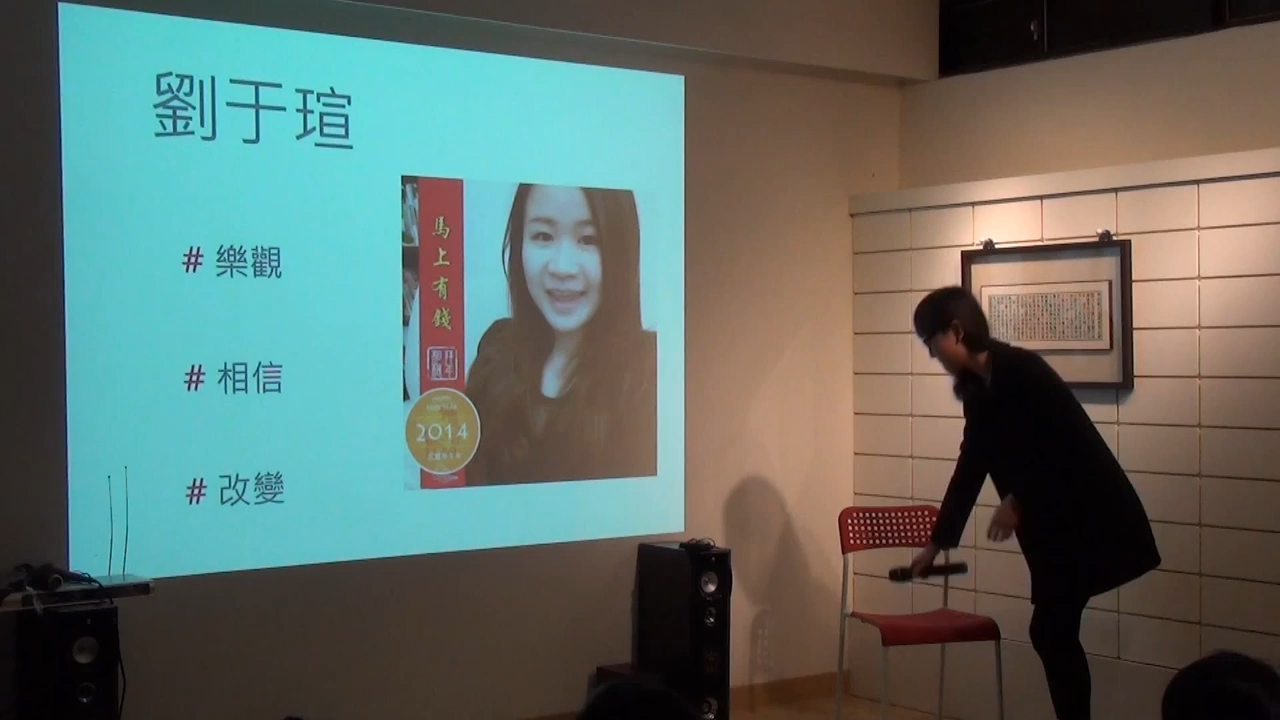 劉于瑄
# 樂觀
# 相信
# 改變
馬上有錢
2014